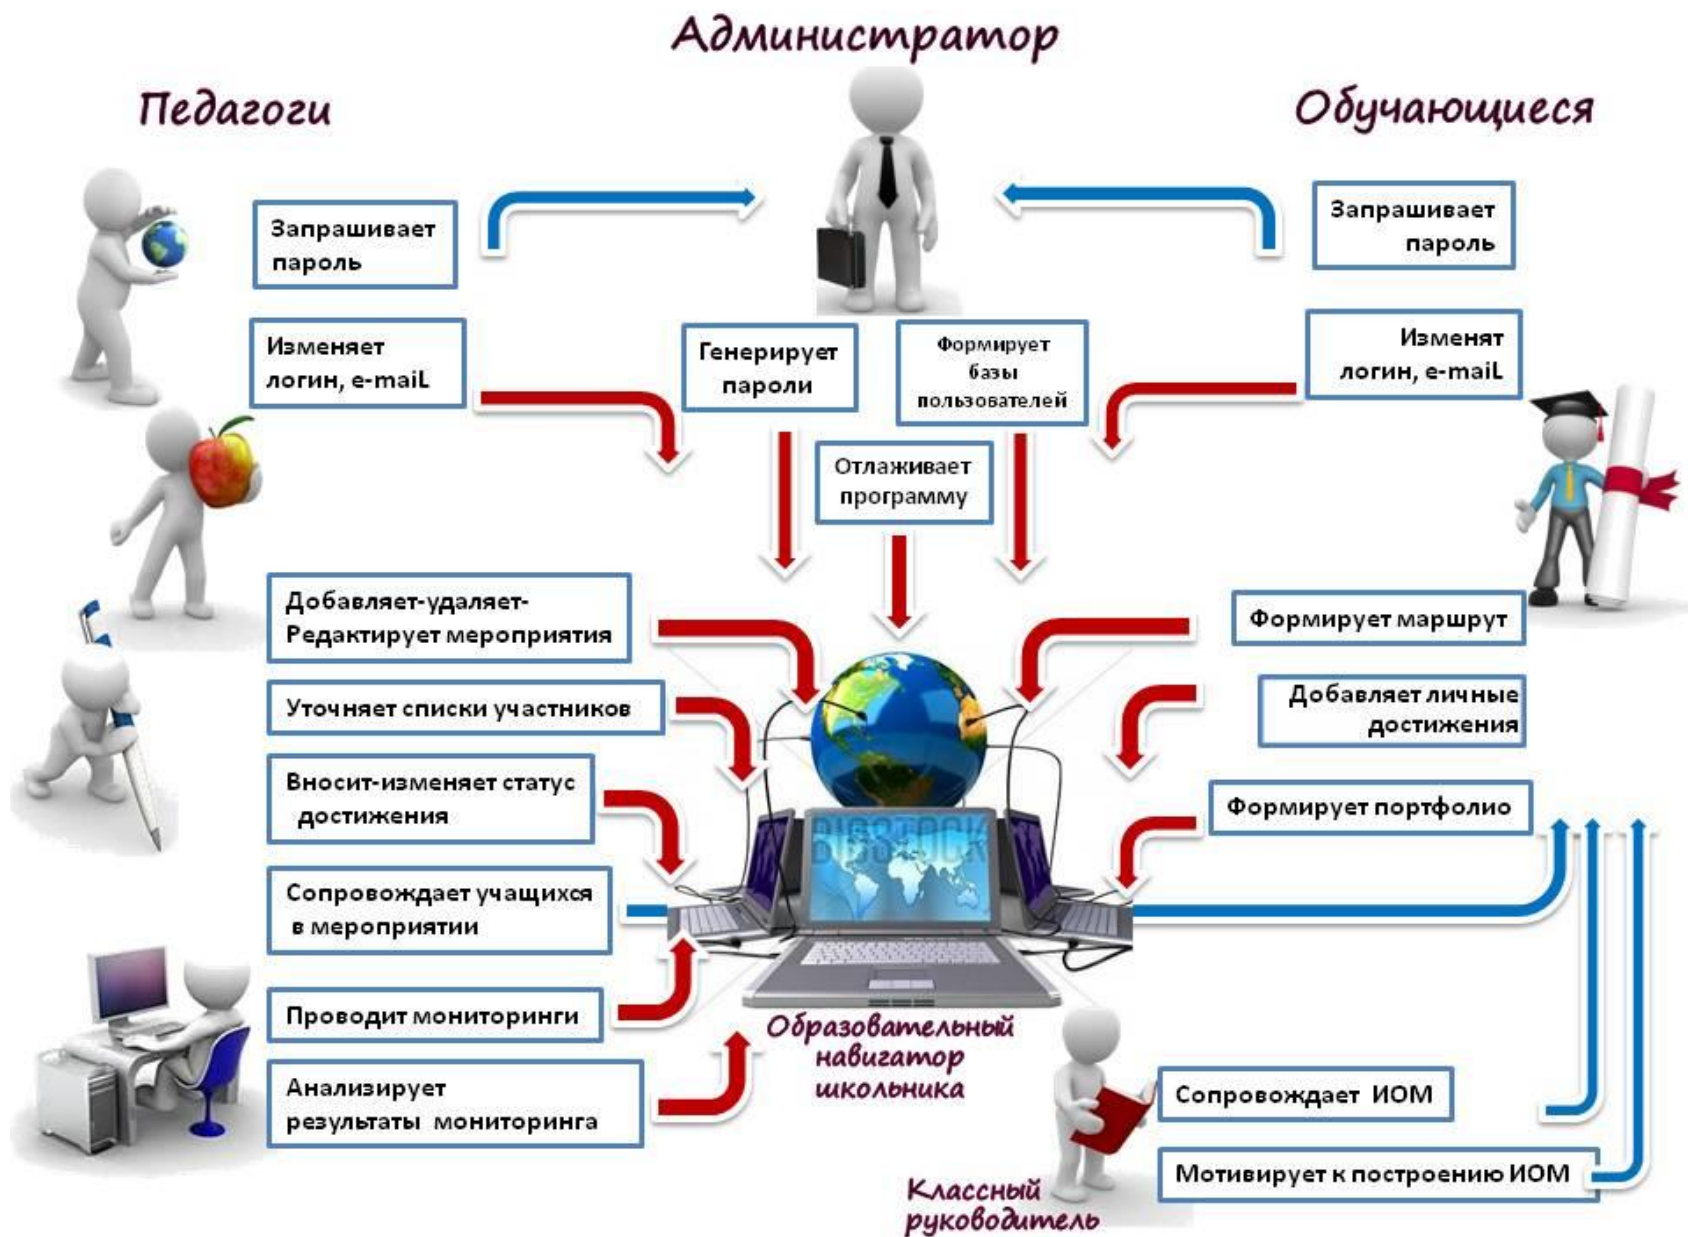 Администратор
Педагоги
Обучающиеся
Запрашивает
пароль
Запрашивает
пароль
Изменяет
логин, e-maiL
Генерирует
пароли
Формирует
базы
пользователей
Изменят
логин, e-maiL
Отлаживает
программу
Добавляет-удаляет-
Редактирует мероприятия
Формирует маршрут
Уточняет списки участников
Добавляет личные
достижения
Вносит-изменяет статус
достижения
Формирует портфолио
BIGSTOCK
Сопровождает учащихся
в мероприятии
Проводит мониторинги
Образовательный
навигатор
школьника
Анализирует
результаты мониторинга
Сопровождает ИОМ
Мотивирует к построению ИОМ
Классный
руководитель